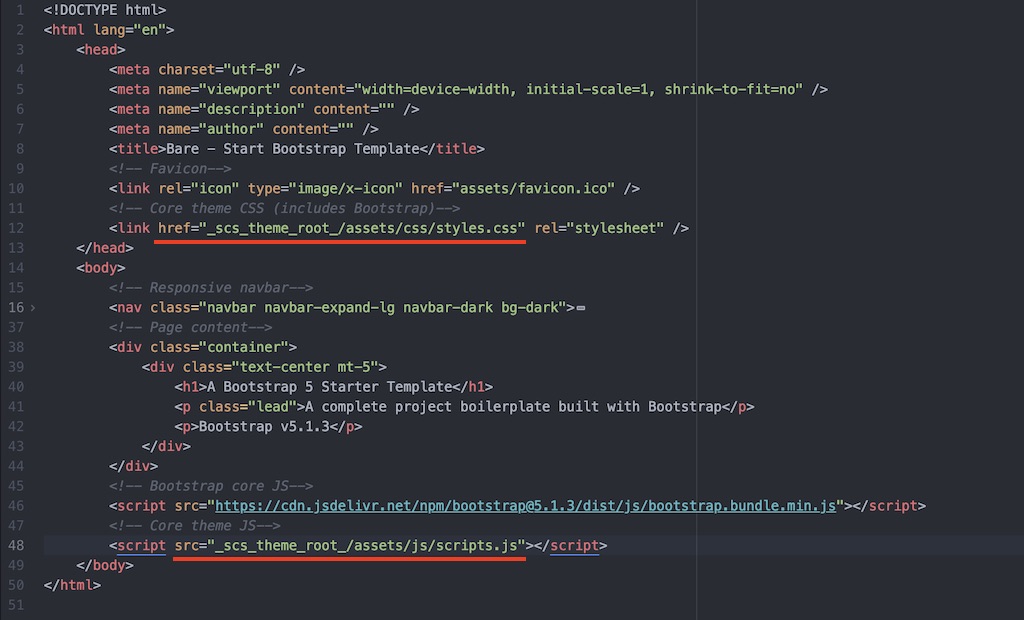 1 <!DOCTYPE html>
2 <html lang="en">
3 <head>
4 <meta charset="utf-8" />
5 <meta name="viewport" content="width=device-width, initial-scale=1, shrink-to-fit=no" />
6 <meta name="description" content="" />
7 <meta name="author" content="" />
8 <title>Bare - Start Bootstrap Template</title>
9 <!-- Favicon-->
10 <link rel="icon" type="image/x-icon" href="assets/favicon.ico" />
11 <!-- Core theme CSS (includes Bootstrap)-->
12 <link href="_scs_theme_root_/assets/css/styles.css" rel="stylesheet" />
13 </head>
14 <body>
15 <!-- Responsive navbar-->
16 <nav class="navbar navbar-expand-lg navbar-dark bg-dark">
37 <!-- Page content-->
38 <div class="container">
39 <div class="text-center mt-5">
40 <h1>A Bootstrap 5 Starter Template</h1>
41 <p class="lead">A complete project boilerplate built with Bootstrap</p>
42 <p>Bootstrap v5.1.3</p>
43 </div>
44 </div>
45 <!-- Bootstrap core JS-->
46 <script src="https://cdn.jsdelivr.net/npm/bootstrap@5.1.3/dist/js/bootstrap.bundle.min.js"></script>
47 <!-- Core theme JS-->
48 <script src="_scs_theme_root_/assets/js/scripts.js"></script>
49 </body>
50 </html>
51